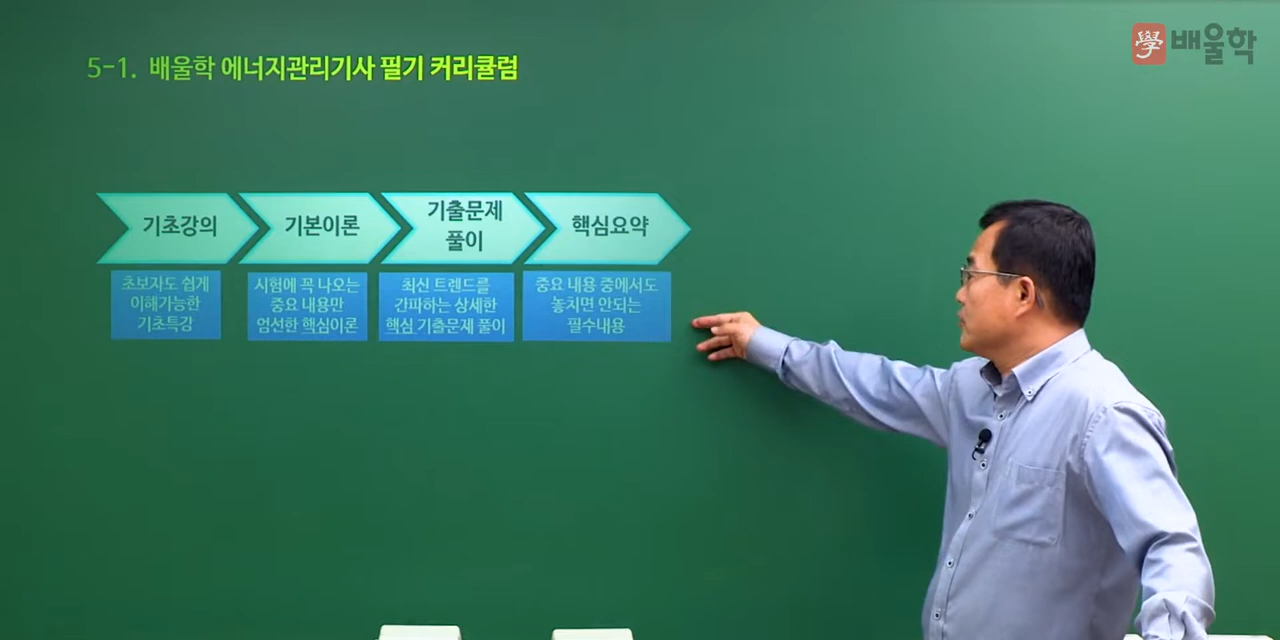 5-1. 배울학 에너지관리기사 필기 커리큘럼
學 배울학
기초강의
기본이론
기출문제
풀이
핵심요약
초보자도 쉽게
이해가능한
기초특강
시험에 꼭 나오는
중요 내용만
엄선한 핵심이론
최신 트렌드를
간파하는 상세한
핵심 기출문제 풀이
중요 내용 중에서도
놓치면 안되는
필수내용